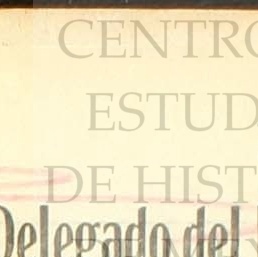 CENTRO
ESTUD
DE HIST
Delegado del